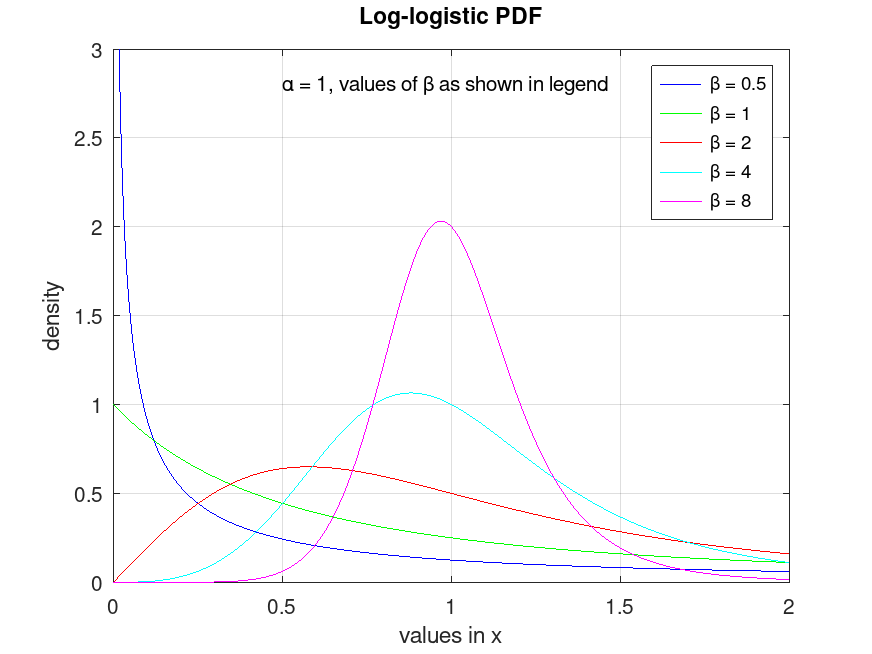 Log-logistic PDF
α = 1, values of β as shown in legend
β = 0.5
β = 1
β = 2
β = 4
β = 8
3
2.5
2
1.5
1
0.5
0
density
0
0.5
1
1.5
2
values in x